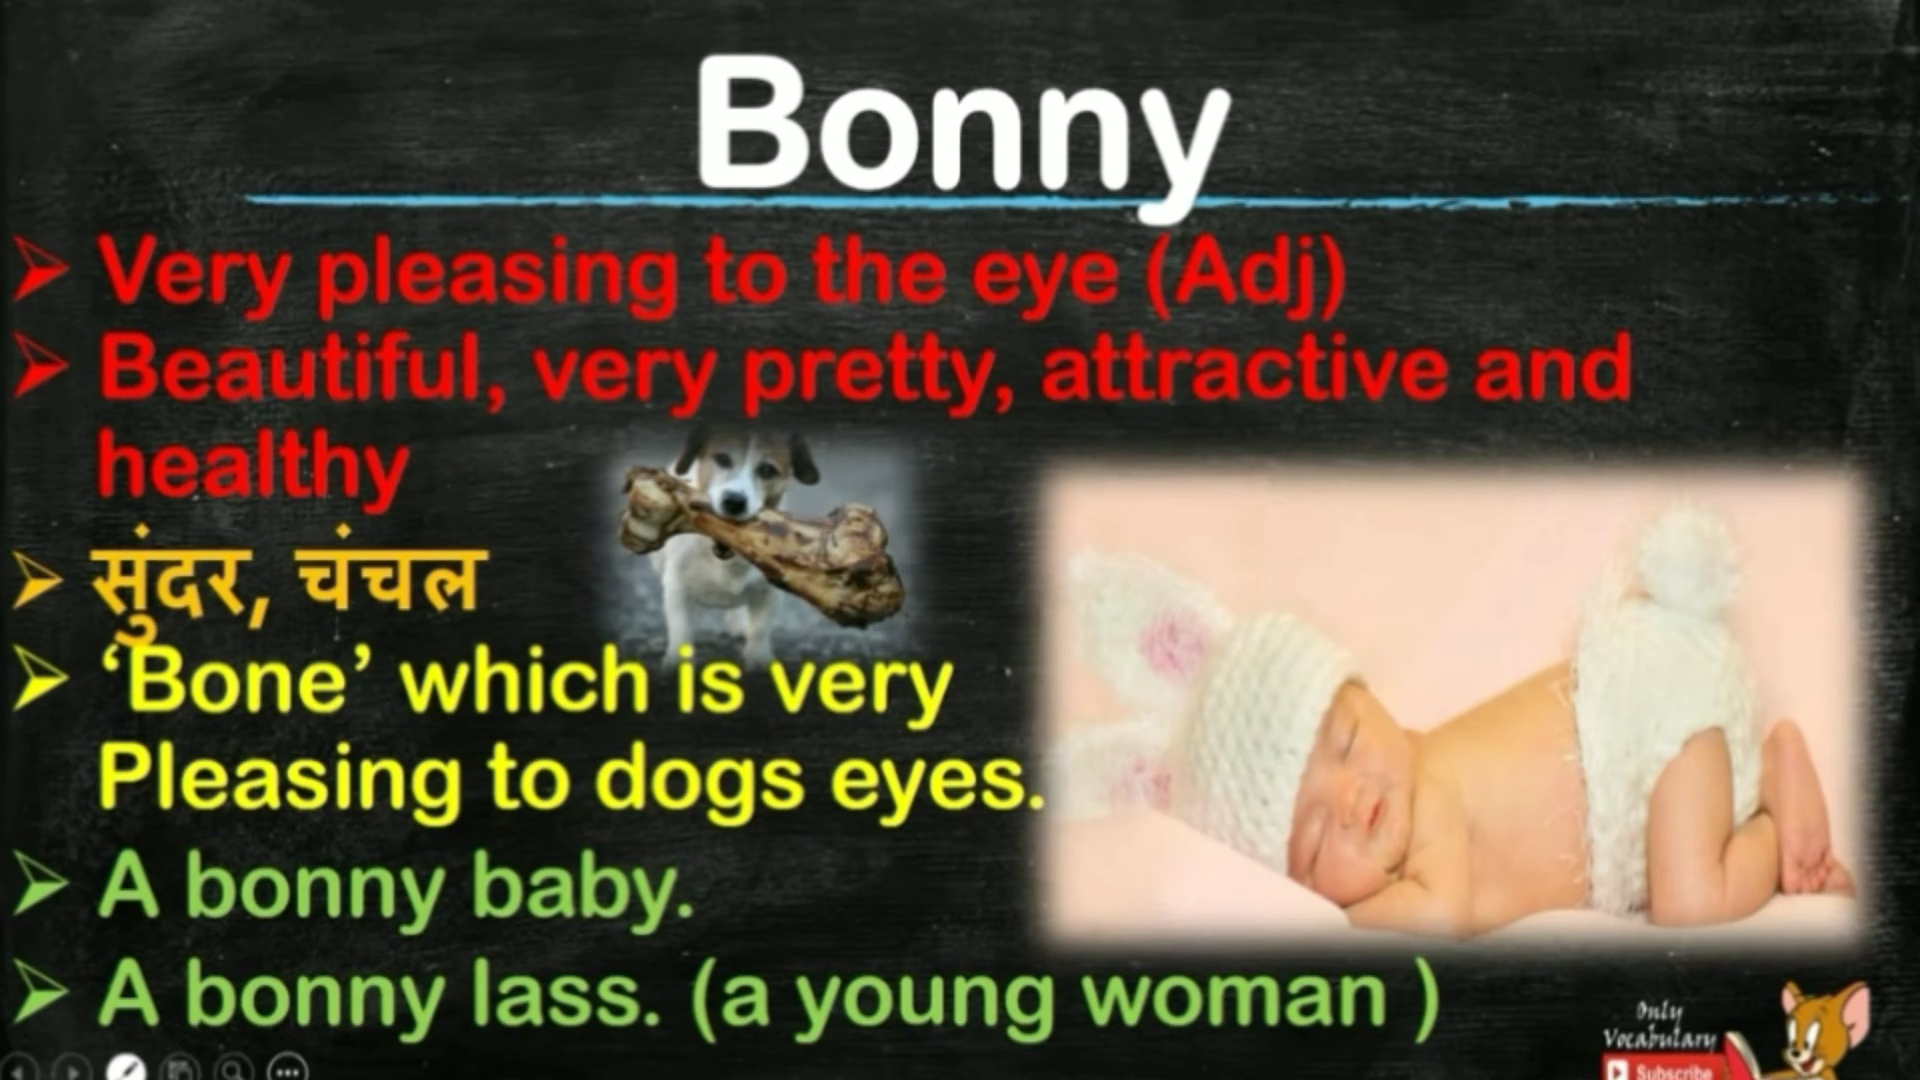 Bonny
Very pleasing to the eye (Adj)
Beautiful, very pretty, attractive and
healthy
सुंदर, चंचल
‘Bone’ which is very
Pleasing to dogs eyes.
A bonny baby.
A bonny lass. (a young woman )
Only
Vocabulary
Subscribe